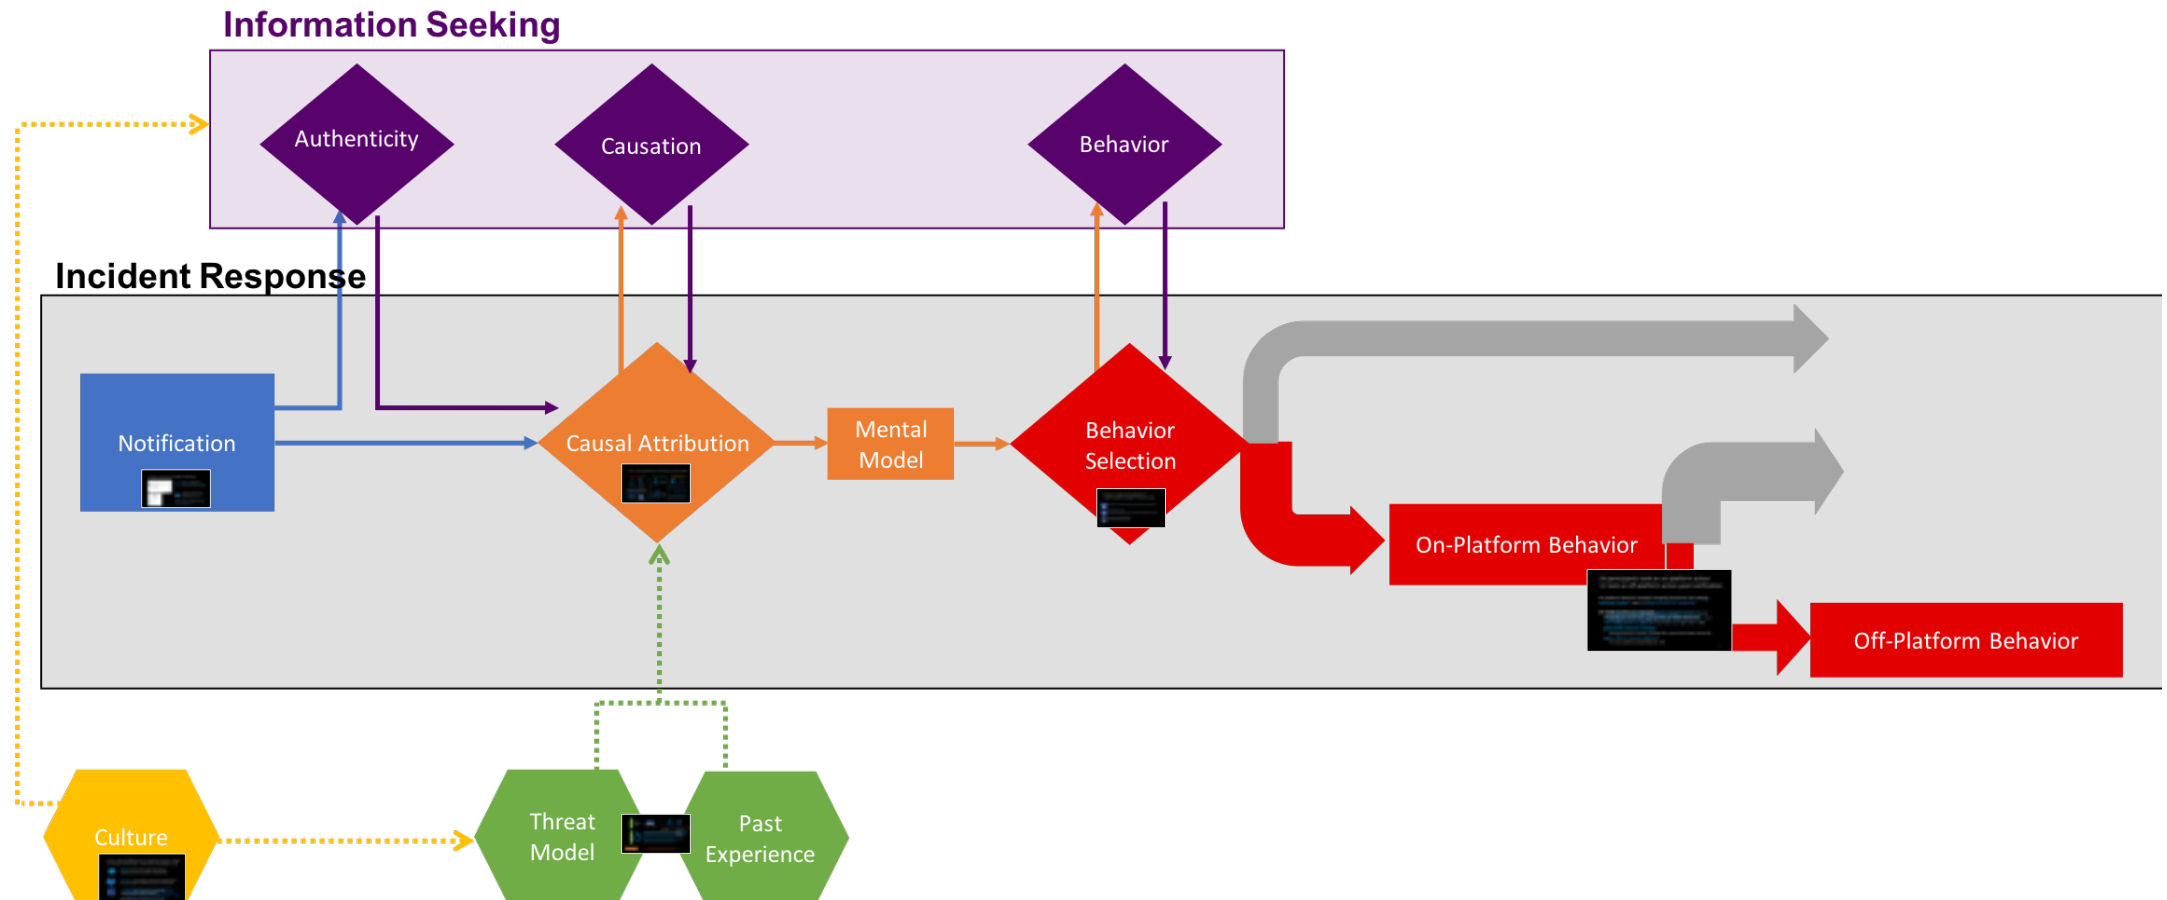 Information Seeking
Authenticity
Causation
Behavior
Incident Response
Notification
Causal Attribution
Mental
Model
Behavior
Selection
On-Platform Behavior
Off-Platform Behavior
Culture
Threat
Model
Past
Experience